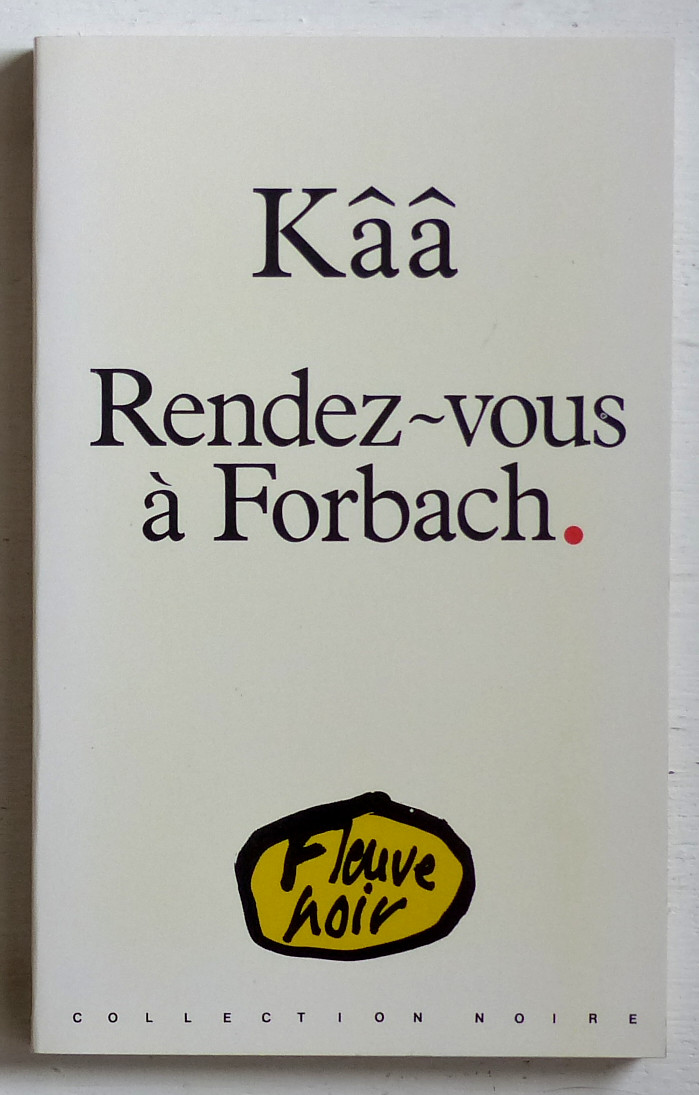 Kââ
Rendez~vous
à Forbach.
Fleuve
noir
COLLECTION NOIRE